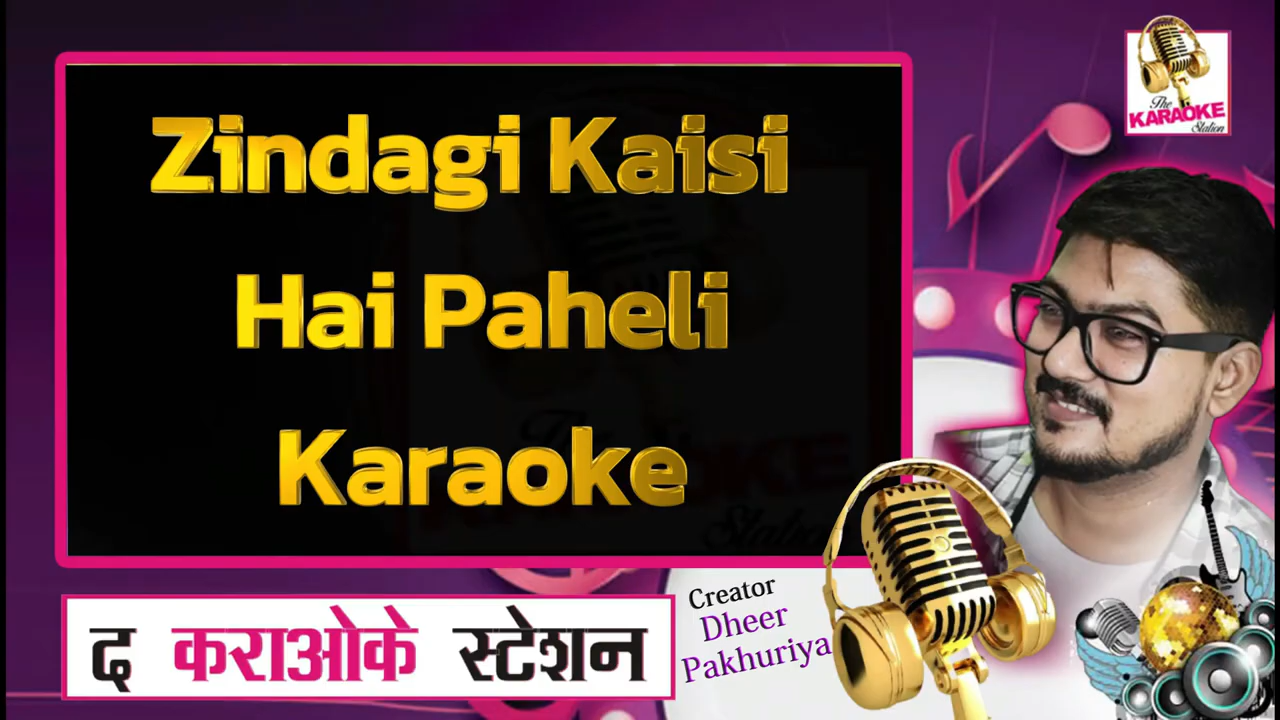 Zindagi Kaisi
Hai Paheli
Karaoke
The
KARAOKE
Station
द कराओके स्टेशन
Creator
Dheer
Pakhuriya